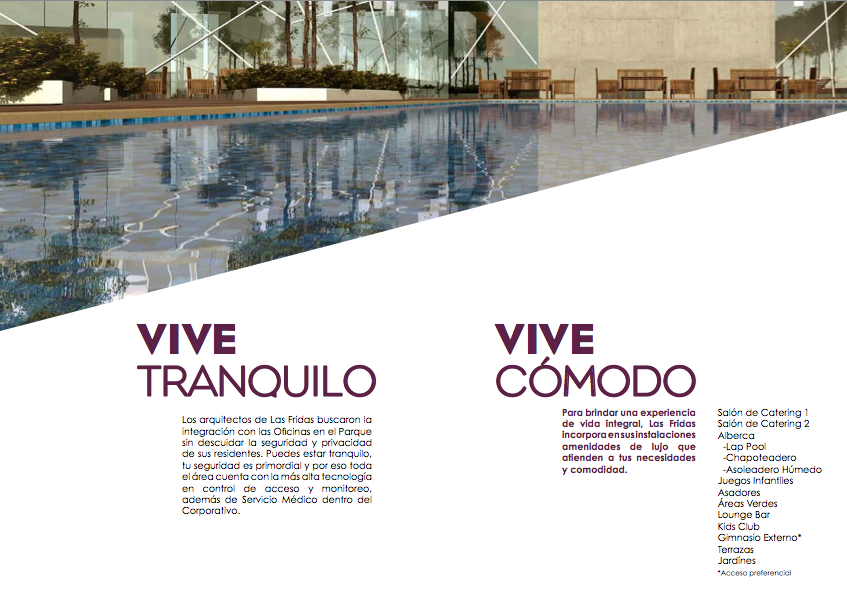 VIVE
TRANQUILO
Los arquitectos de Las Fridas buscaron la
integración con las Oficinas en el Parque
sin descuidar la seguridad y privacidad
de sus residentes. Puedes estar tranquilo,
tu seguridad es primordial y por eso toda
el área cuenta con la más alta tecnología
en control de acceso y monitoreo,
además de Servicio Médico dentro del
Corporativo.
VIVE
CÓMODO
Para brindar una experiencia
de vida integral, Las Fridas
incorpora en sus instalaciones
amenidades de lujo que
atienden a tus necesidades
y comodidad.
Salón de Catering 1
Salón de Catering 2
Alberca
-Lap Pool
-Chapoteadero
-Asoleadero Húmedo
Juegos Infantiles
Asadores
Áreas Verdes
Lounge Bar
Kids Club
Gimnasio Externo*
Terrazas
Jardínes
*Acceso preferencial